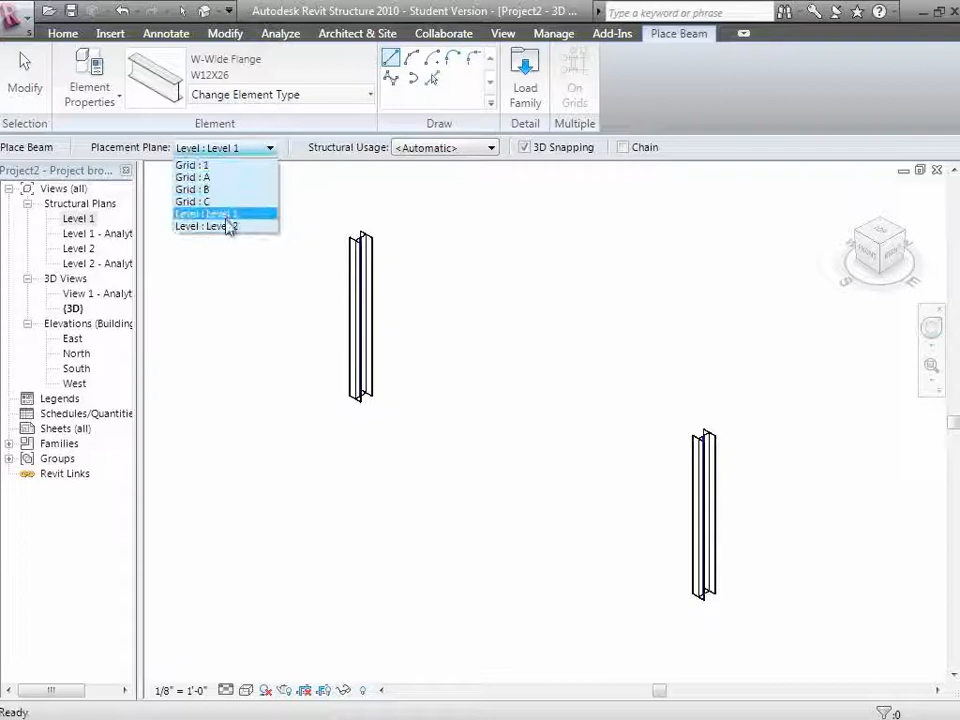 Autodesk Revit Structure 2010 - Student Version - [Project2 - 3D ...
Type a keyword or phrase
Home Insert Annotate Modify Analyze Architect & Site Collaborate View Manage Add-Ins Place Beam
Modify
Element
Properties
W-Wide Flange
W12X26
Change Element Type
Load
Family
On
Grids
Selection Element Draw Detail Multiple
Place Beam Placement Plane: Level : Level 1 Structural Usage: <Automatic> 3D Snapping Chain
Project2 - Project bro...
Grid : 1
Grid : A
Grid : B
Grid : C
Level : Level 1
Level : Level 2
Views (all)
Structural Plans
Level 1
Level 1 - Analyt
Level 2
Level 2 - Analyt
3D Views
View 1 - Analyt
{3D}
Elevations (Building
East
North
South
West
Legends
Schedules/Quantitie
Sheets (all)
Families
Groups
Revit Links
TOP
S
E
1/8" = 1'-0"
Ready
:0